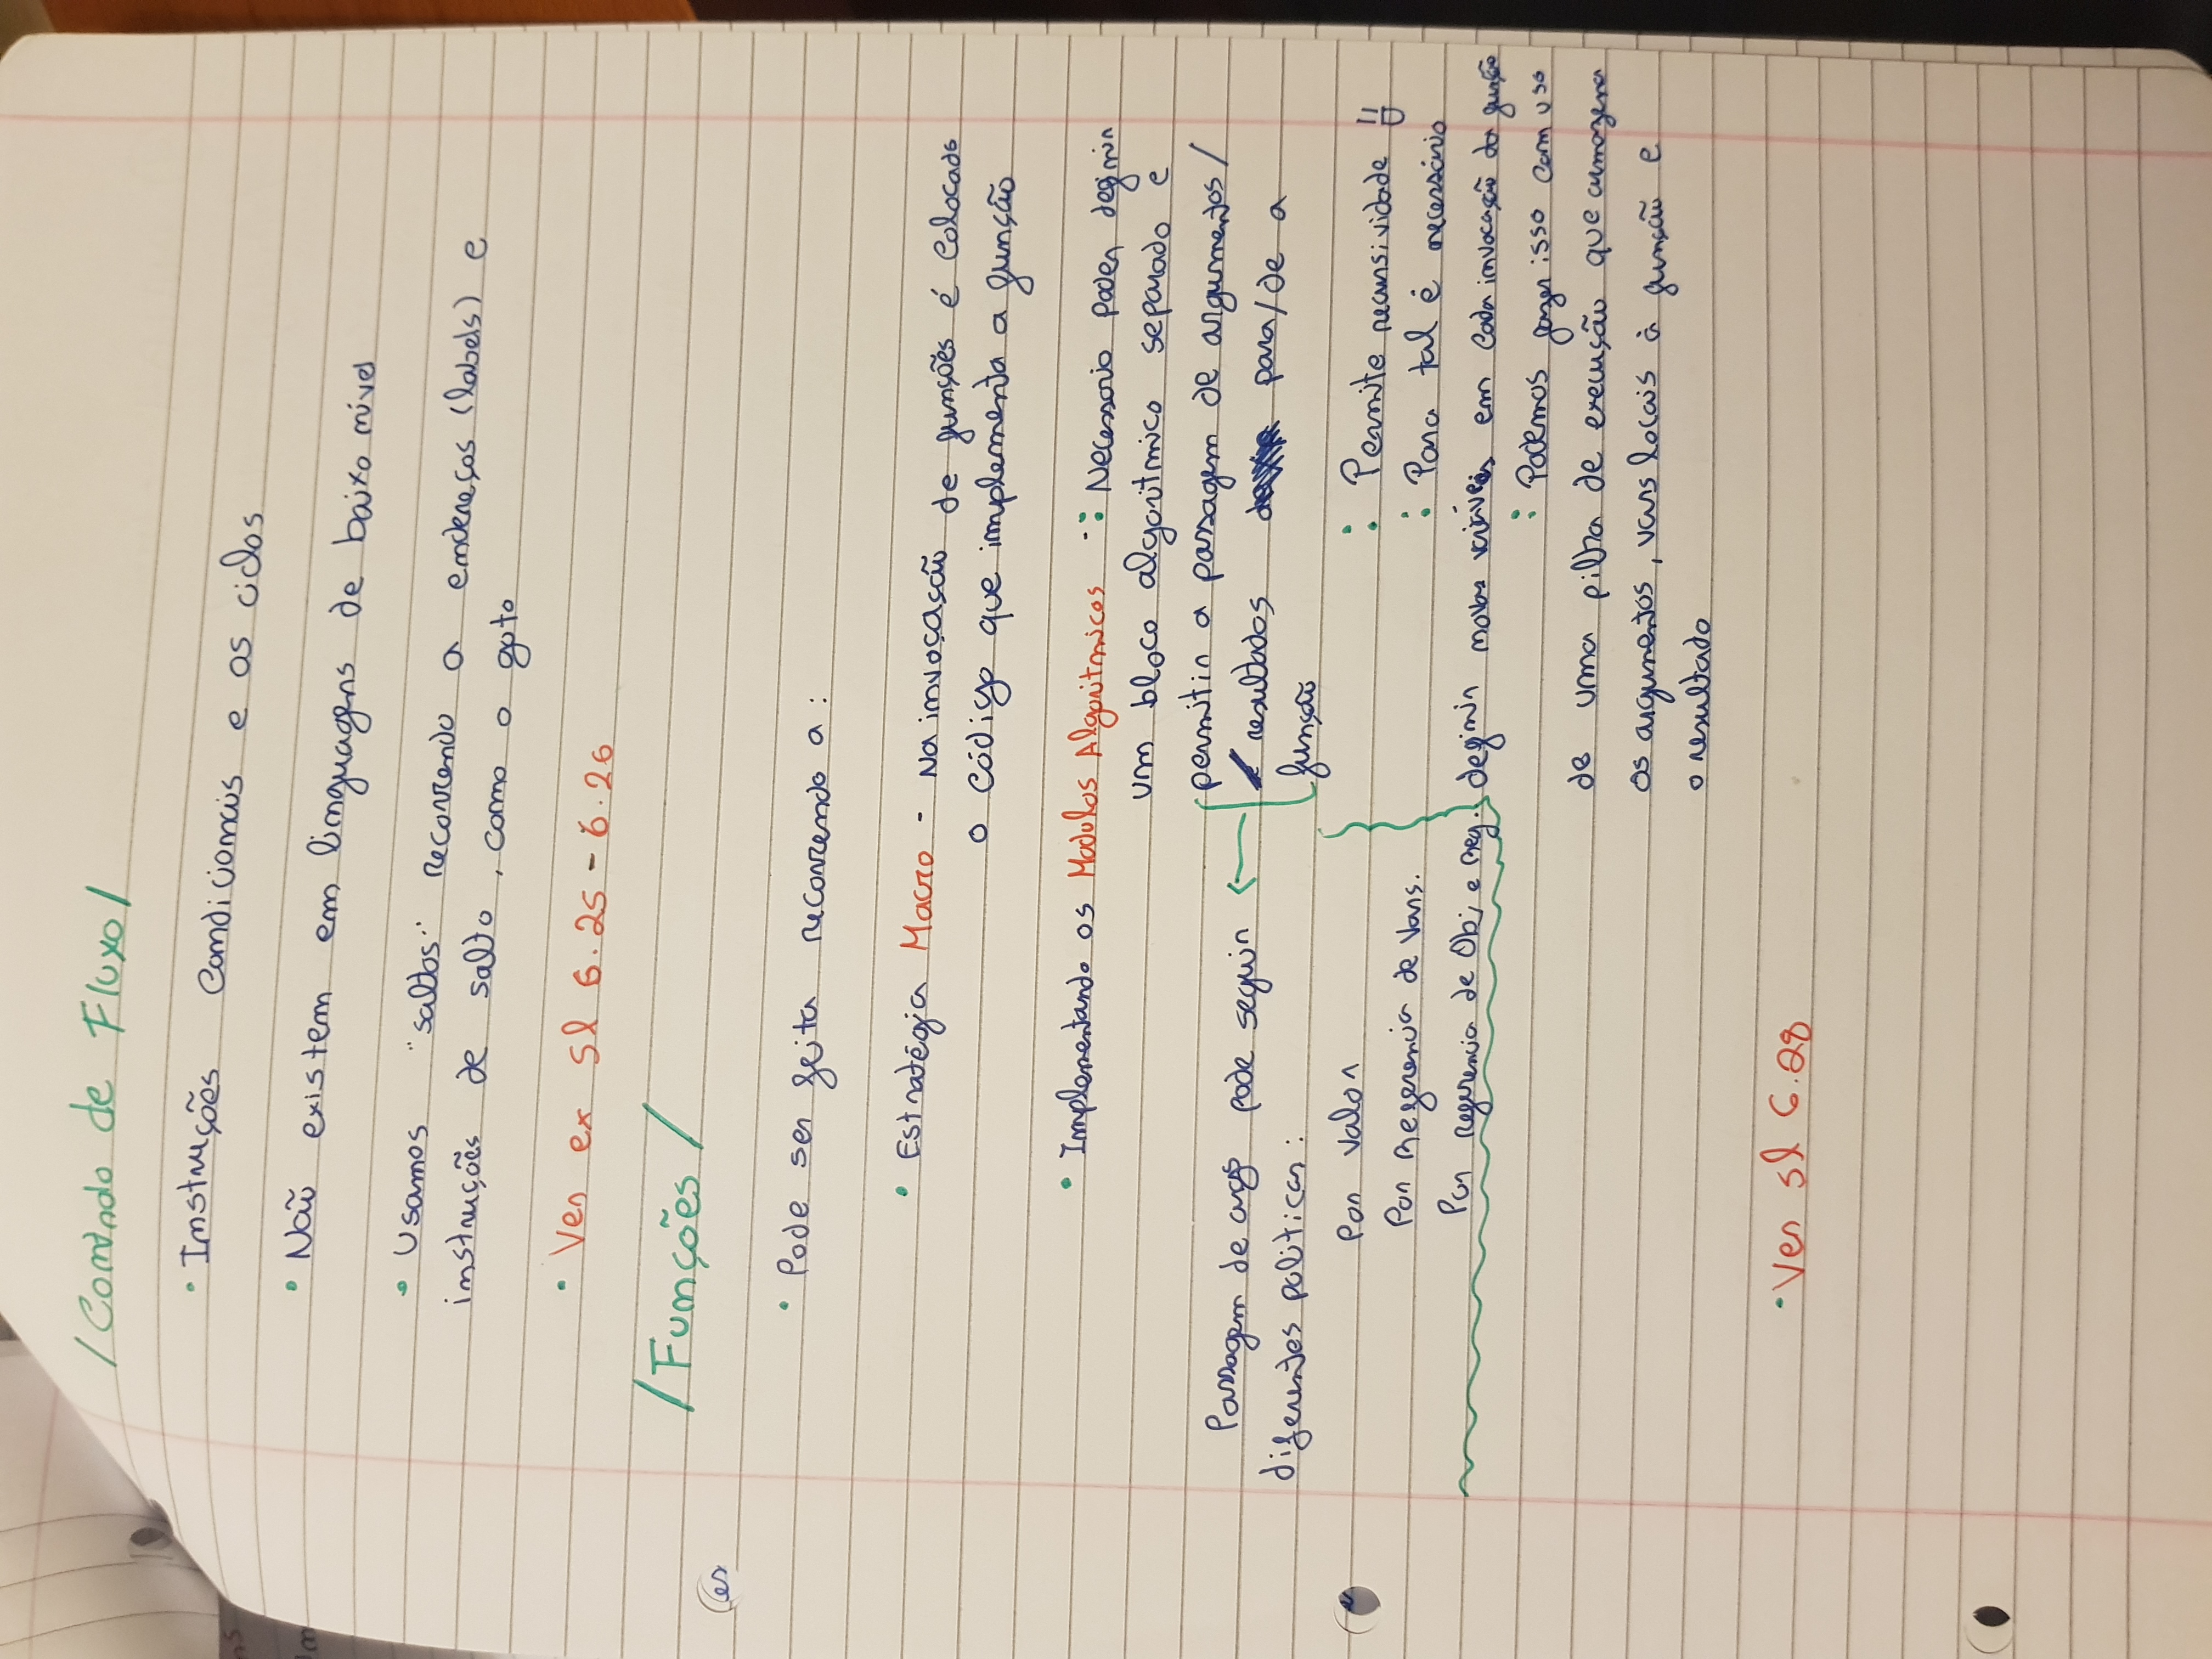 /Comando de Fluxo/
• Instruções condicionais e os ciclos
• Não existem em linguagens de baixo nível
• Usamos "saltos" recorrendo a endereços (labels) e
instruções de salto, como o goto
• Ver ex sl 6.25 - 6.26
/Funções/
• Pode ser feita recorrendo a:
• Estratégia Macro - Na invocação de funções é colocado
o código que implementa a função
• Implementando os Modulos Algoritmicos -: Necessario poder definir
um bloco algoritmico separado e
permitir a passagem de argumentos/
resultados para/de a
função
Passagem de args pode seguir
diferentes politicas:
Por valor
Por Referencia de Vars.
Por referencia de Obj e Reg.
: Permite recursividade
: Para tal é necessário
definir novas variáveis em cada invocação da função
: Podemos fazer isso com uso
de uma pilha de execução que armazena
os argumentos, vars locais à função e
o resultado
• Ver sl 6.28